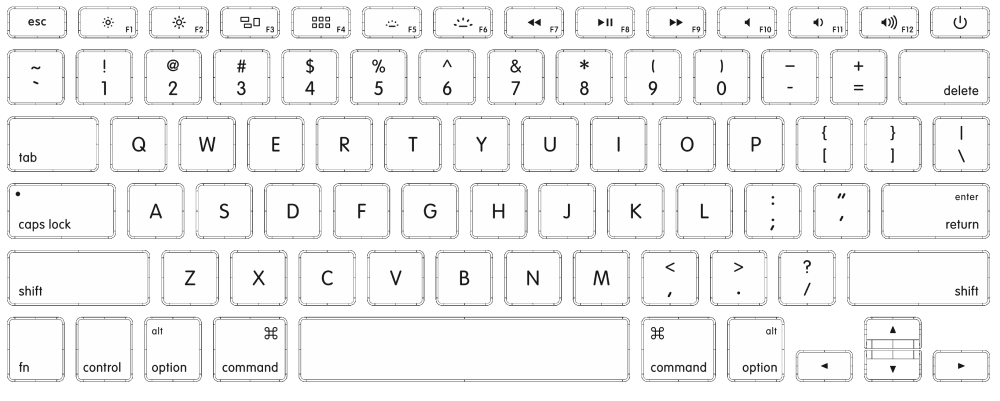 esc F1 F2 F3 F4 F5 F6 F7 F8 F9 F10 F11 F12
~ ! @ # $ % ^ & * ( ) — +
` 1 2 3 4 5 6 7 8 9 0 - = delete
tab Q W E R T Y U I O P { } |
[ ] \
caps lock A S D F G H J K L : " enter
; ' return
shift Z X C V B N M < > ? shift
, . /
fn control alt option ⌘ command ⌘ command alt option ◄ ▲ ▼ ►